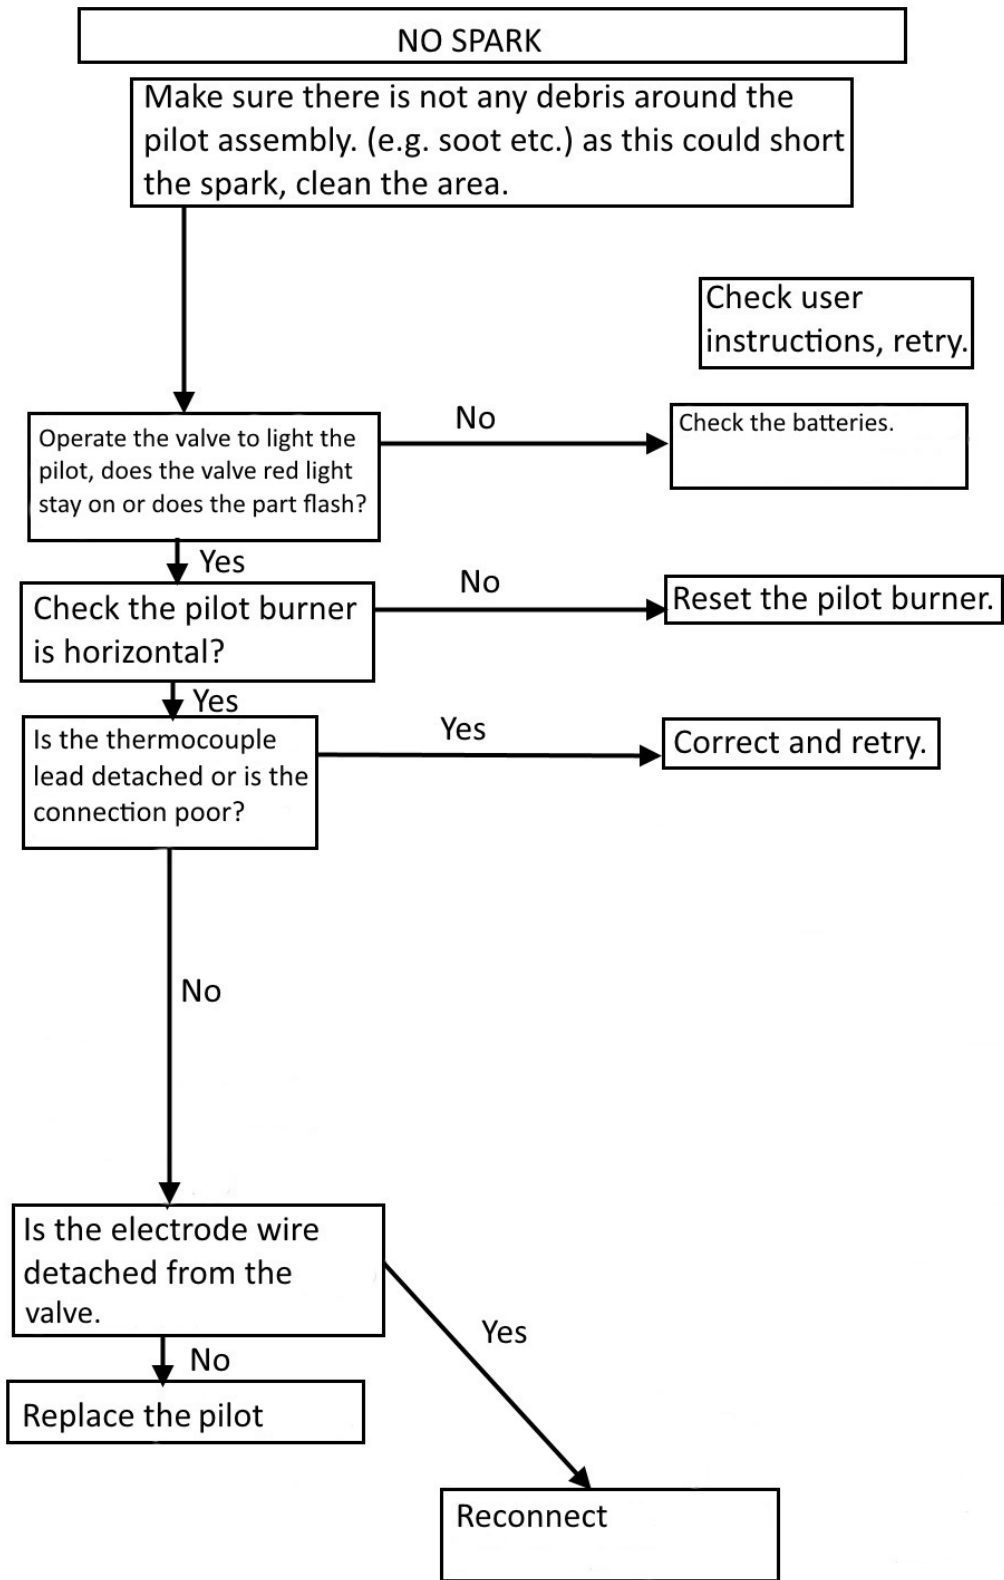 NO SPARK
Make sure there is not any debris around the
pilot assembly. (e.g. soot etc.) as this could short
the spark, clean the area.
Check user
instructions, retry.
Operate the valve to light the
pilot, does the valve red light
stay on or does the part flash?
No
Check the batteries.
Yes
Check the pilot burner
is horizontal?
No
Reset the pilot burner.
Yes
Is the thermocouple
lead detached or is the
connection poor?
Yes
Correct and retry.
No
Is the electrode wire
detached from the
valve.
Yes
No
Replace the pilot
Reconnect